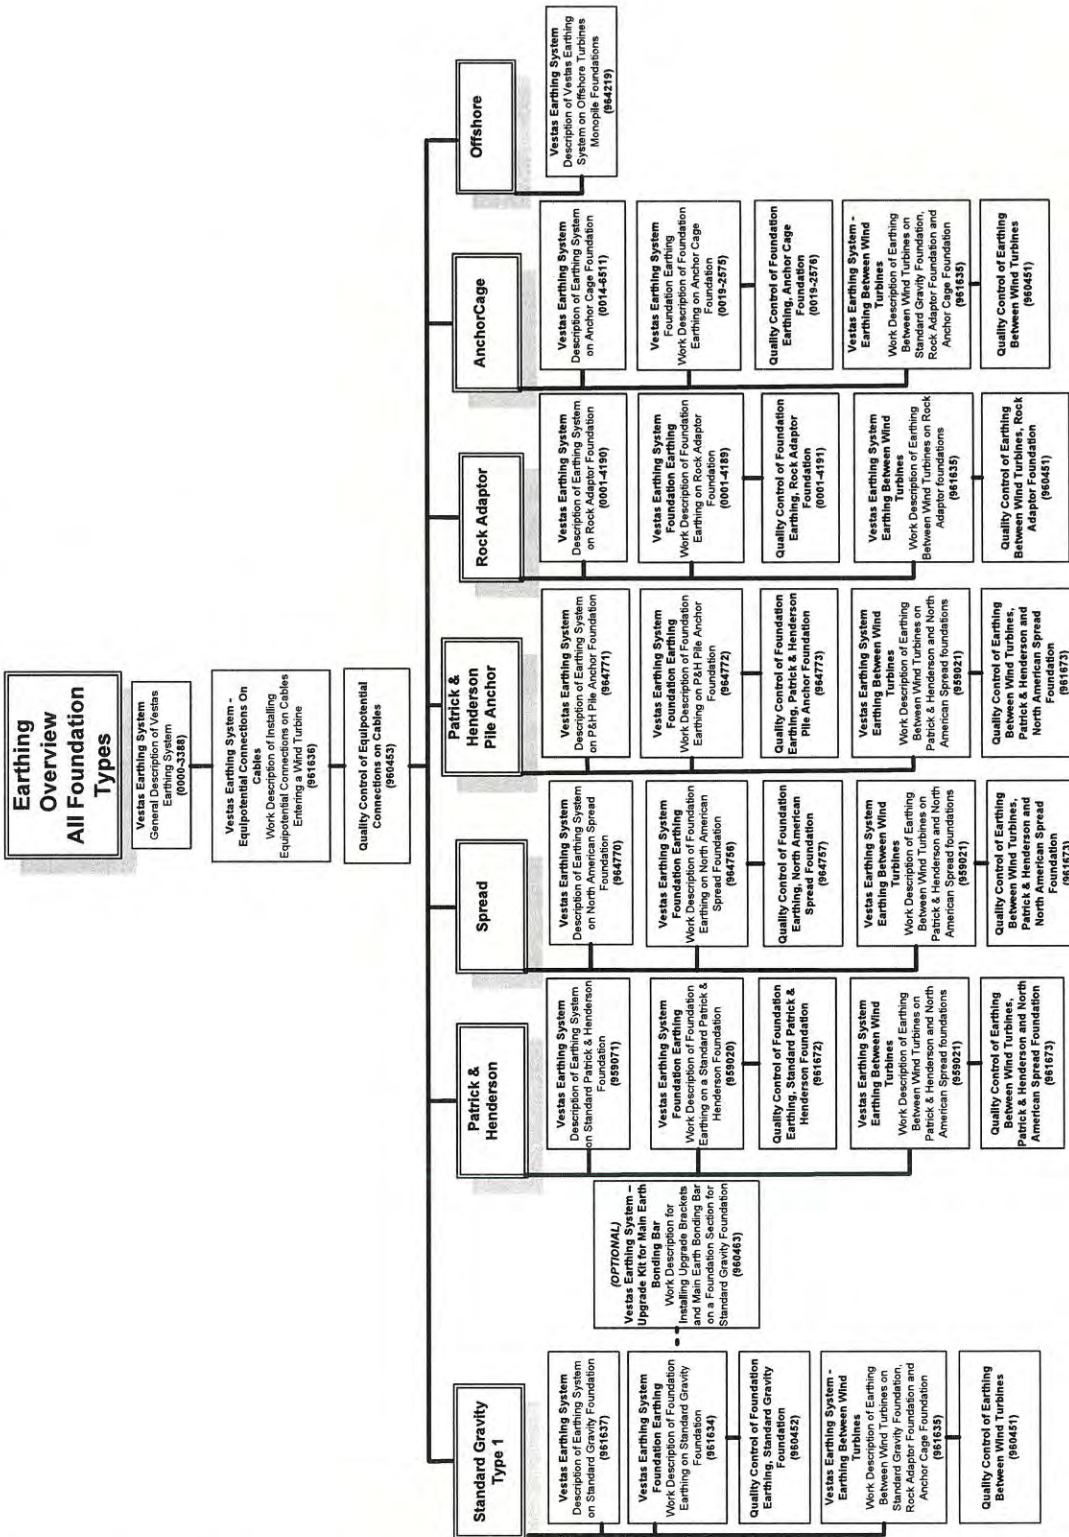 Earthing
Overview
All Foundation
Types
Vestas Earthing System
General Description of Vestas
Earthing System
(0000-3388)
Vestas Earthing System -
Equipotential Connections On
Cables
Work Description of Installing
Equipotential Connections on Cables
Entering a Wind Turbine
(961636)
Quality Control of Equipotential
Connections on Cables
(960453)
Standard Gravity
Type 1
Vestas Earthing System
Description of Earthing System
on Standard Gravity Foundation
(961637)
Vestas Earthing System
Foundation Earthing
Work Description of Foundation
Earthing on Standard Gravity
Foundation
(961634)
Quality Control of Foundation
Earthing, Standard Gravity
Foundation
(960452)
Vestas Earthing System -
Earthing Between Wind
Turbines
Work Description of Earthing
Between Wind Turbines on
Standard Gravity Foundation,
Rock Adaptor Foundation and
Anchor Cage Foundation
(961635)
Quality Control of Earthing
Between Wind Turbines
(960451)
(OPTIONAL)
Vestas Earthing System –
Upgrade Kit for Main Earth
Bonding Bar
Work Description for
Installing Upgrade Brackets
and Main Earth Bonding Bar
on a Foundation Section for
Standard Gravity Foundation
(960463)
Patrick &
Henderson
Vestas Earthing System
Description of Earthing System
on Standard Patrick & Henderson
Foundation
(959071)
Vestas Earthing System
Foundation Earthing
Work Description of Foundation
Earthing on a Standard Patrick &
Henderson Foundation
(959020)
Quality Control of Foundation
Earthing, Standard Patrick &
Henderson Foundation
(961672)
Vestas Earthing System
Earthing Between Wind
Turbines
Work Description of Earthing
Between Wind Turbines on
Patrick & Henderson and North
American Spread foundations
(959021)
Quality Control of Earthing
Between Wind Turbines,
Patrick & Henderson and North
American Spread Foundation
(961673)
Spread
Vestas Earthing System
Description of Earthing System
on North American Spread
Foundation
(964770)
Vestas Earthing System
Foundation Earthing
Work Description of Foundation
Earthing on North American
Spread Foundation
(964756)
Quality Control of Foundation
Earthing, North American
Spread Foundation
(964757)
Vestas Earthing System
Earthing Between Wind
Turbines
Work Description of Earthing
Between Wind Turbines on
Patrick & Henderson and North
American Spread foundations
(959021)
Quality Control of Earthing
Between Wind Turbines,
Patrick & Henderson and
North American Spread
Foundation
(961673)
Patrick &
Henderson
Pile Anchor
Vestas Earthing System
Description of Earthing System
on P&H Pile Anchor Foundation
(964771)
Vestas Earthing System
Foundation Earthing
Work Description of Foundation
Earthing on P&H Pile Anchor
Foundation
(964772)
Quality Control of Foundation
Earthing, Patrick & Henderson
Pile Anchor Foundation
(964773)
Vestas Earthing System
Earthing Between Wind
Turbines
Work Description of Earthing
Between Wind Turbines on
Patrick & Henderson and North
American Spread foundations
(959021)
Quality Control of Earthing
Between Wind Turbines,
Patrick & Henderson and
North American Spread
Foundation
(961673)
Rock Adaptor
Vestas Earthing System
Description of Earthing System
on Rock Adaptor Foundation
(0001-4190)
Vestas Earthing System
Foundation Earthing
Work Description of Foundation
Earthing on Rock Adaptor
Foundation
(0001-4189)
Quality Control of Foundation
Earthing, Rock Adaptor
Foundation
(0001-4191)
Vestas Earthing System
Earthing Between Wind
Turbines
Work Description of Earthing
Between Wind Turbines on Rock
Adaptor foundations
(961635)
Quality Control of Earthing
Between Wind Turbines, Rock
Adaptor Foundation
(960451)
AnchorCage
Vestas Earthing System
Description of Earthing System
on Anchor Cage Foundation
(0014-6511)
Vestas Earthing System
Foundation Earthing
Work Description of Foundation
Earthing on Anchor Cage
Foundation
(0019-2575)
Quality Control of Foundation
Earthing, Anchor Cage
Foundation
(0019-2576)
Vestas Earthing System -
Earthing Between Wind
Turbines
Work Description of Earthing
Between Wind Turbines on
Standard Gravity Foundation,
Rock Adaptor Foundation and
Anchor Cage Foundation
(961635)
Quality Control of Earthing
Between Wind Turbines
(960451)
Offshore
Vestas Earthing System
Description of Vestas Earthing
System on Offshore Turbines
Monopile Foundations
(964219)